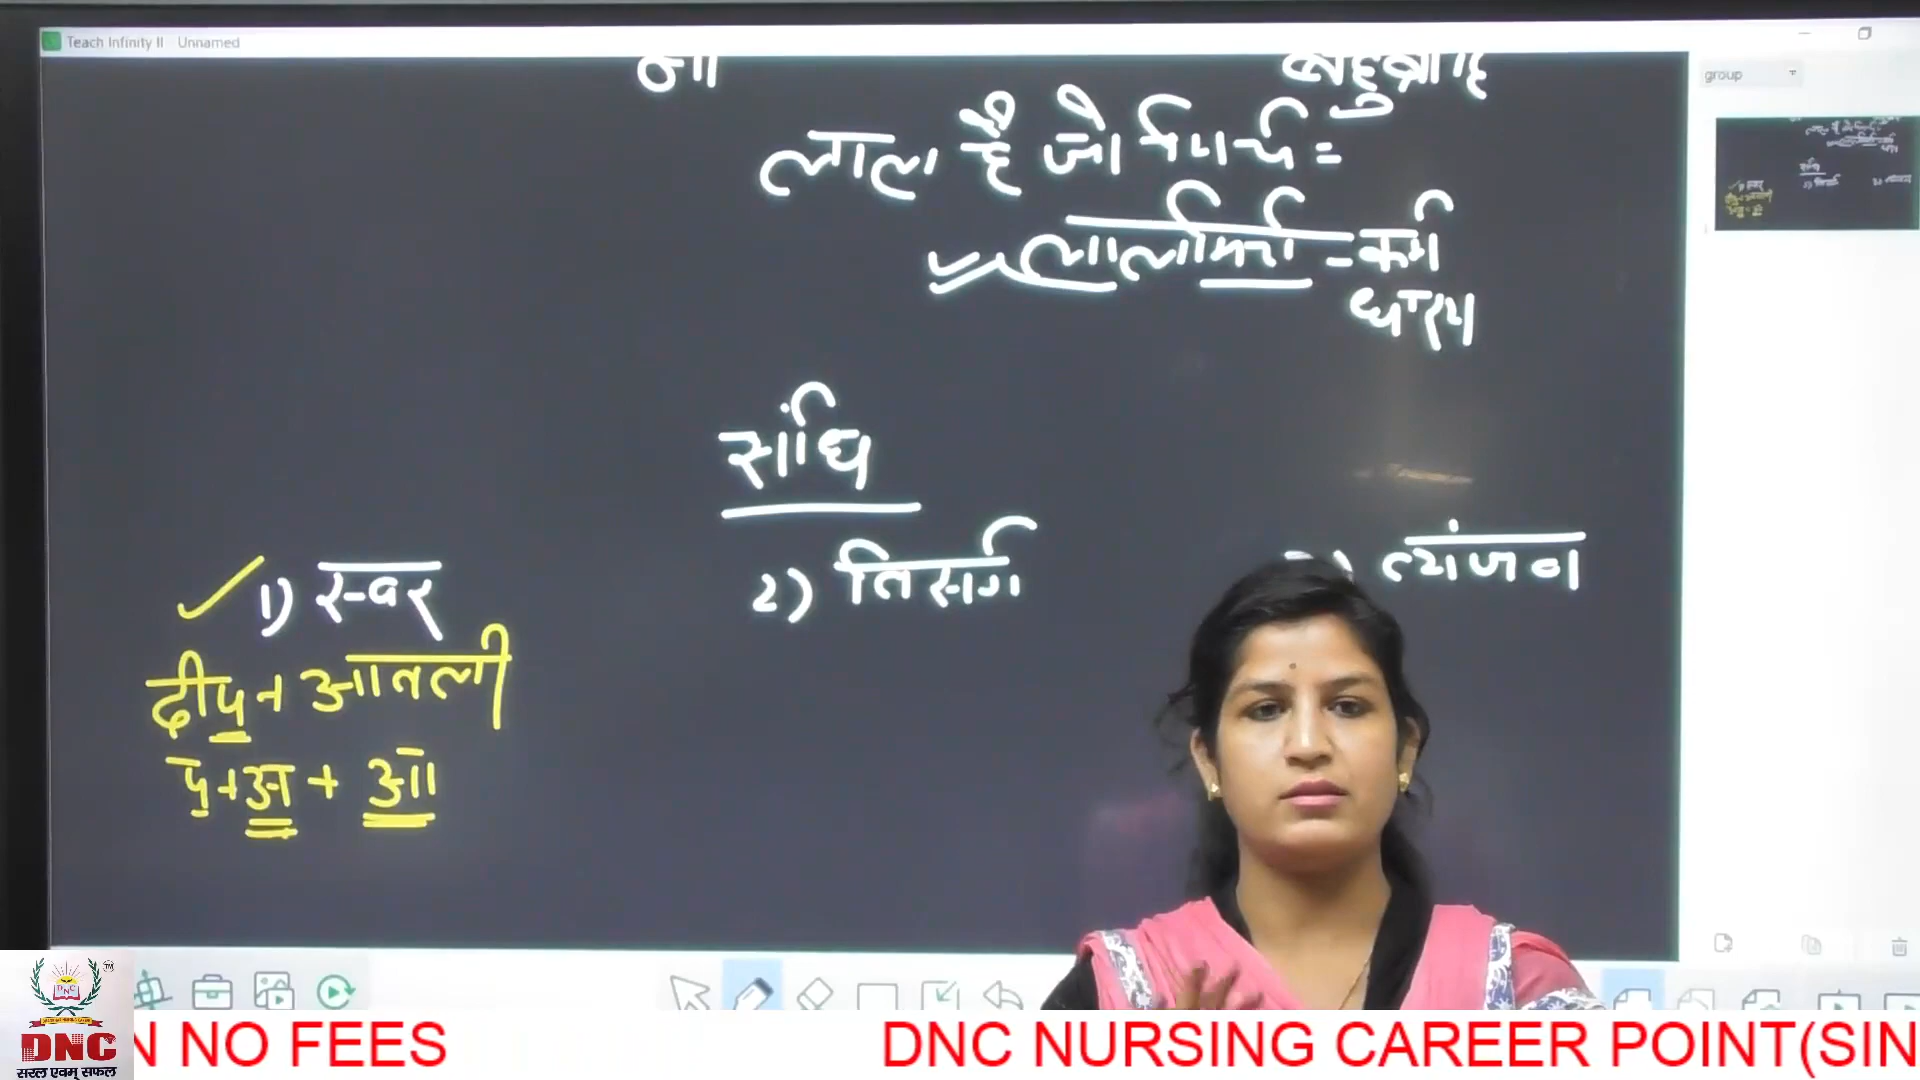 Teach Infinity II Unnamed
group
लाल है जो मिर्च =
लालमिर्च = कर्म
धारय
संधि
1) स्वर
2) विसर्ग
व्यंजन
दीप + आवली
प + अ + आ
DNC
सरल एवम् सफल
N NO FEES
DNC NURSING CAREER POINT(SIN